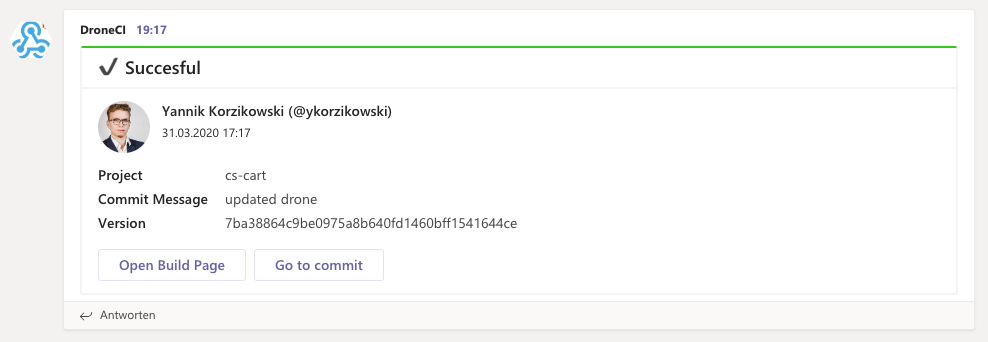 DroneCI 19:17
Succesful
Yannik Korzikowski (@ykorzikowski)
31.03.2020 17:17
Project cs-cart
Commit Message updated drone
Version 7ba38864c9be0975a8b640fd1460bff1541644ce
Open Build Page Go to commit
Antworten